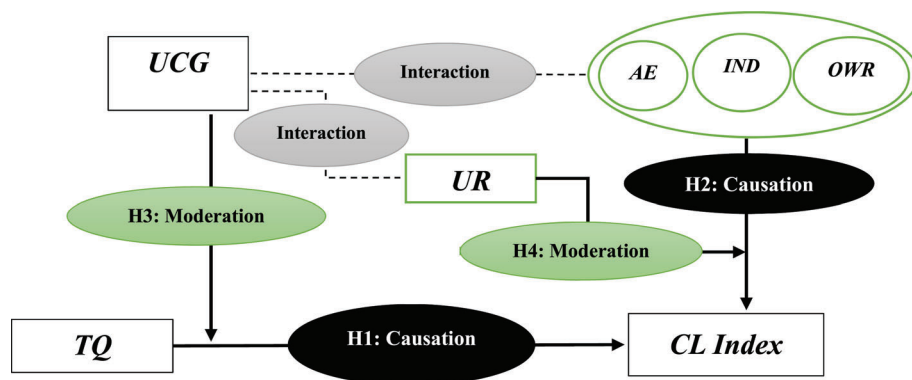 UCG
Interaction
AE
IND
OWR
Interaction
UR
H2: Causation
H3: Moderation
H4: Moderation
TQ
H1: Causation
CL Index